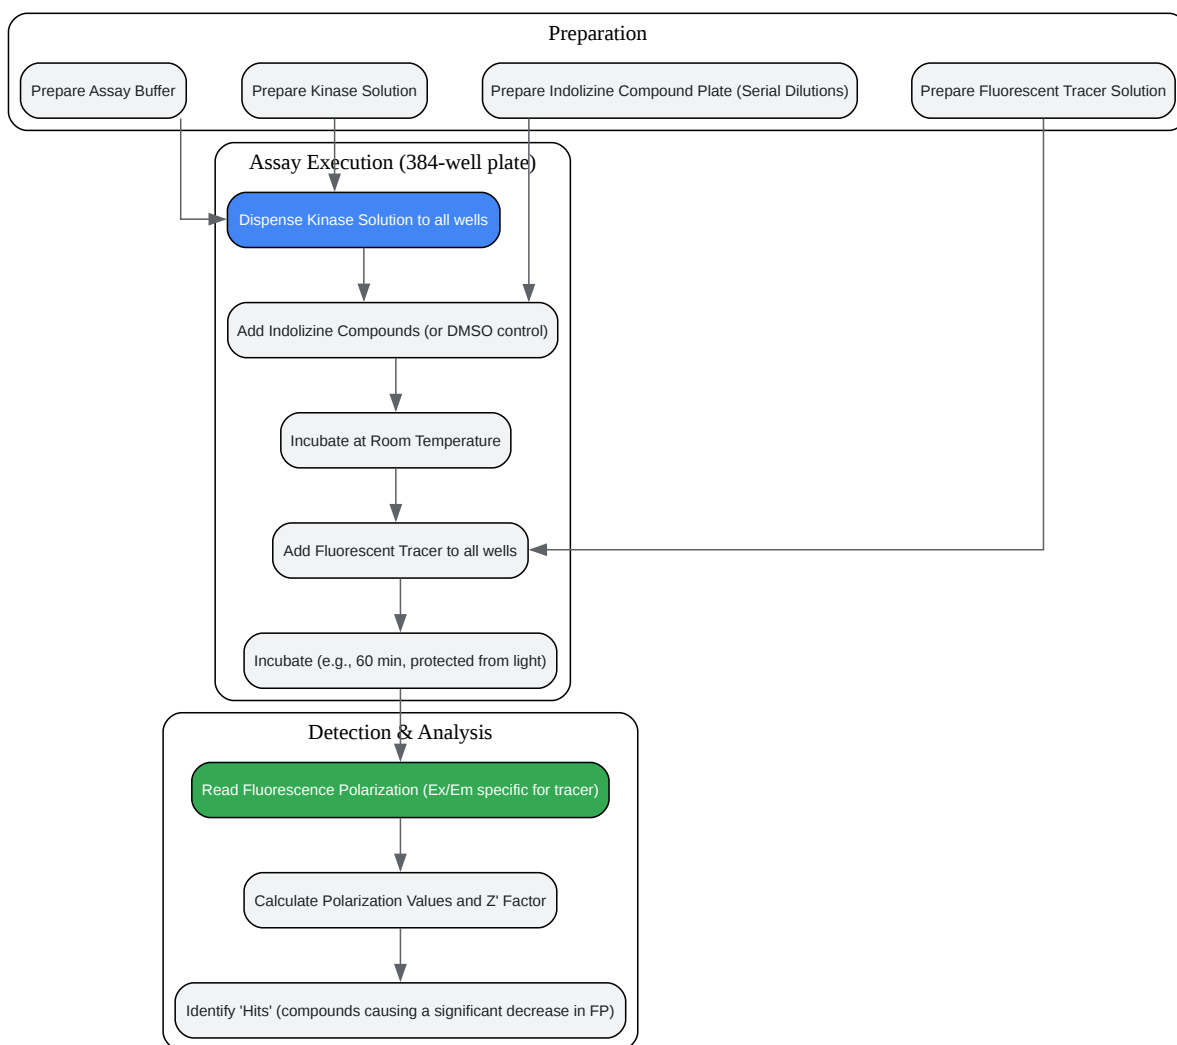 Preparation
Prepare Assay Buffer
Prepare Kinase Solution
Prepare Indolizine Compound Plate (Serial Dilutions)
Prepare Fluorescent Tracer Solution
Assay Execution (384-well plate)
Dispense Kinase Solution to all wells
Add Indolizine Compounds (or DMSO control)
Incubate at Room Temperature
Add Fluorescent Tracer to all wells
Incubate (e.g., 60 min, protected from light)
Detection & Analysis
Read Fluorescence Polarization (Ex/Em specific for tracer)
Calculate Polarization Values and Z' Factor
Identify 'Hits' (compounds causing a significant decrease in FP)